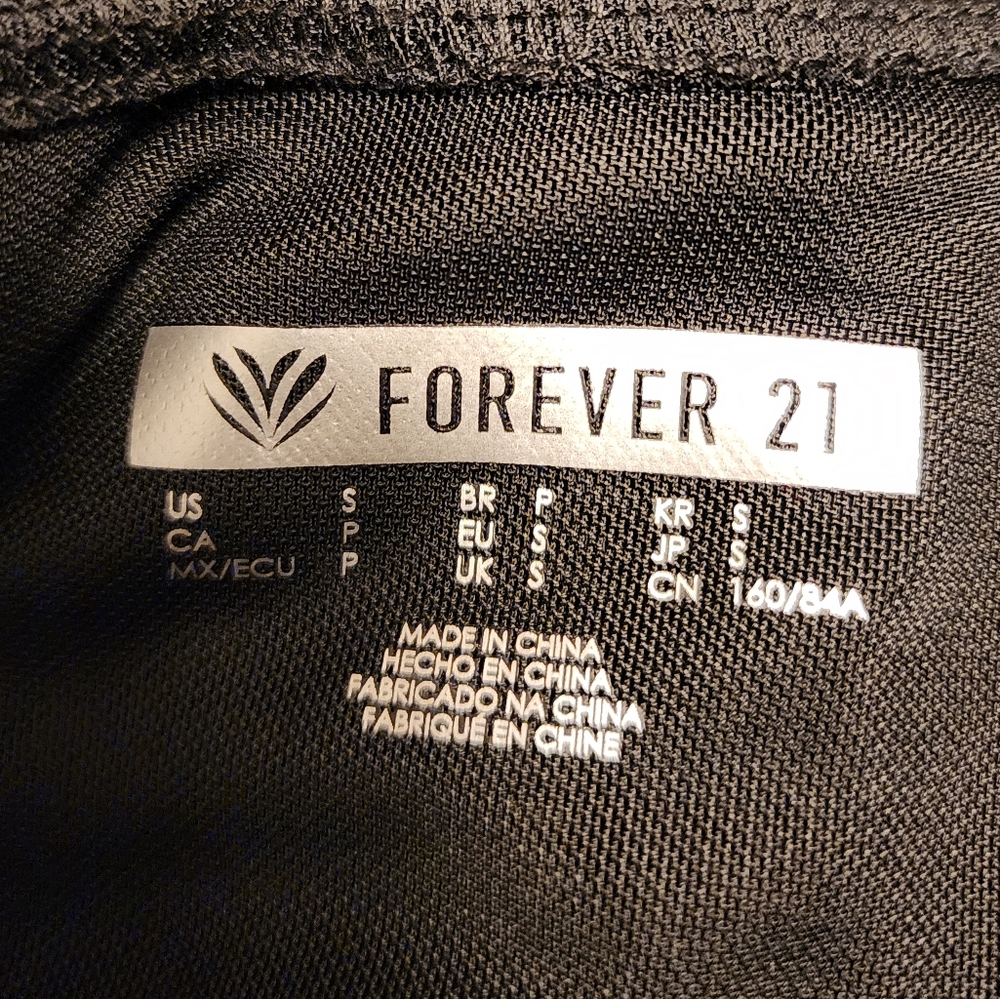 FOREVER 21
US S BR P KR S
CA P EU S JP S
MX/ECU P UK S CN 160/84A
MADE IN CHINA
HECHO EN CHINA
FABRICADO NA CHINA
FABRIQUÉ EN CHINE